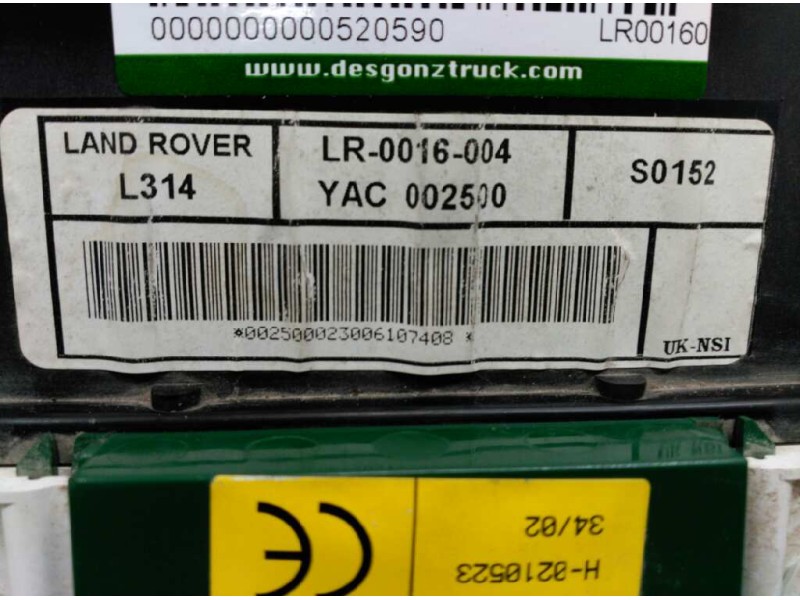 0000000000520590 LR00160
www.desgonztruck.com
LAND ROVER
L314
LR-0016-004
YAC 002500
S0152
*002500023006107408 *
UK-NSI
CE
34/02
H-0210523